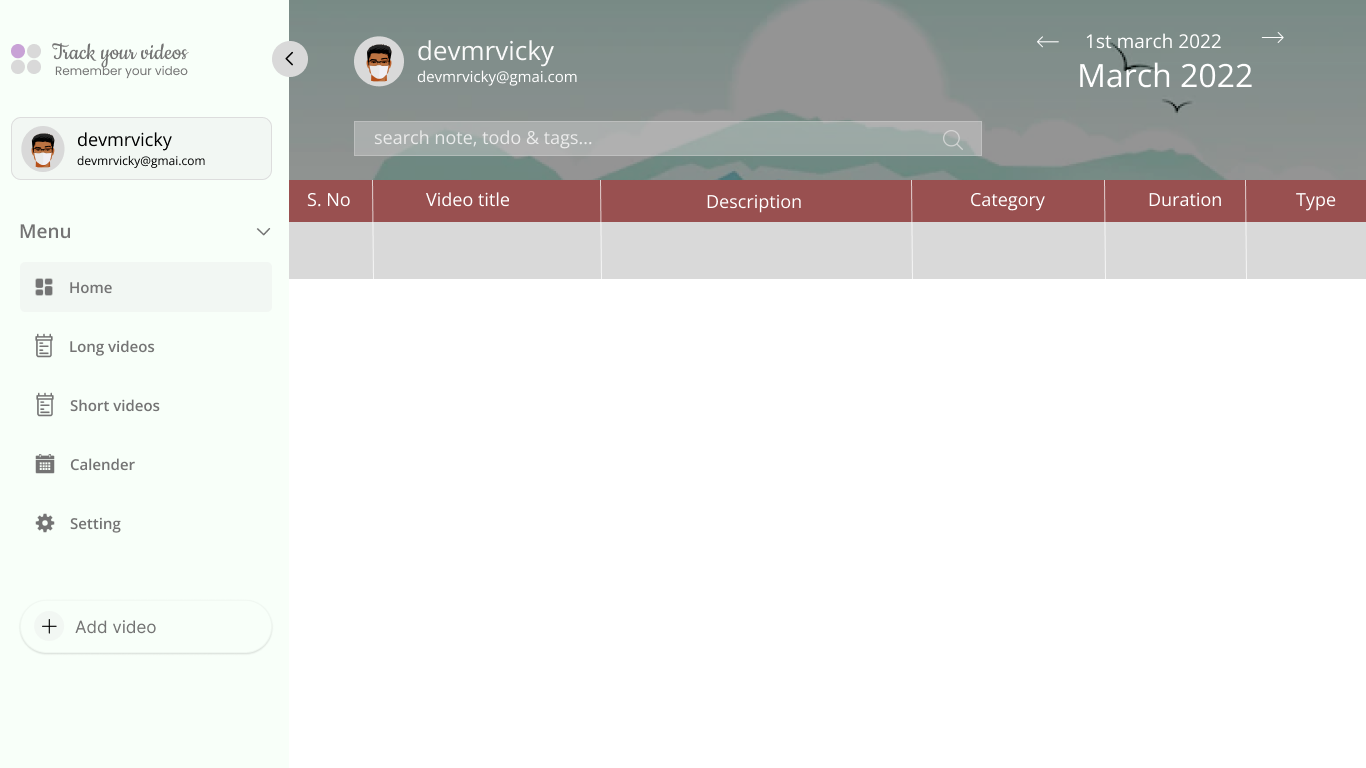 Track your videos
Remember your video
devmrvicky
devmrvicky@gmai.com
Menu
Home
Long videos
Short videos
Calender
Setting
Add video
devmrvicky
devmrvicky@gmai.com
1st march 2022
March 2022
search note, todo & tags...
S. No Video title Description Category Duration Type